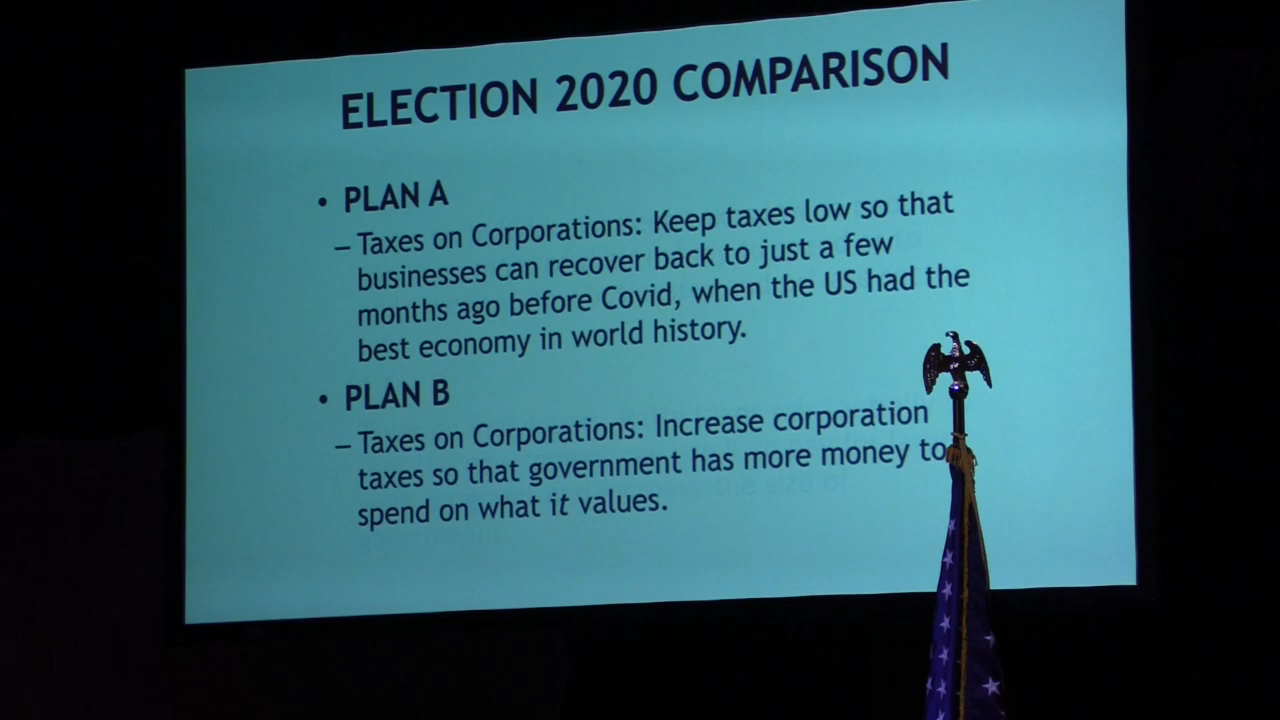 ELECTION 2020 COMPARISON
• PLAN A
– Taxes on Corporations: Keep taxes low so that
businesses can recover back to just a few
months ago before Covid, when the US had the
best economy in world history.
• PLAN B
– Taxes on Corporations: Increase corporation
taxes so that government has more money to
spend on what it values.